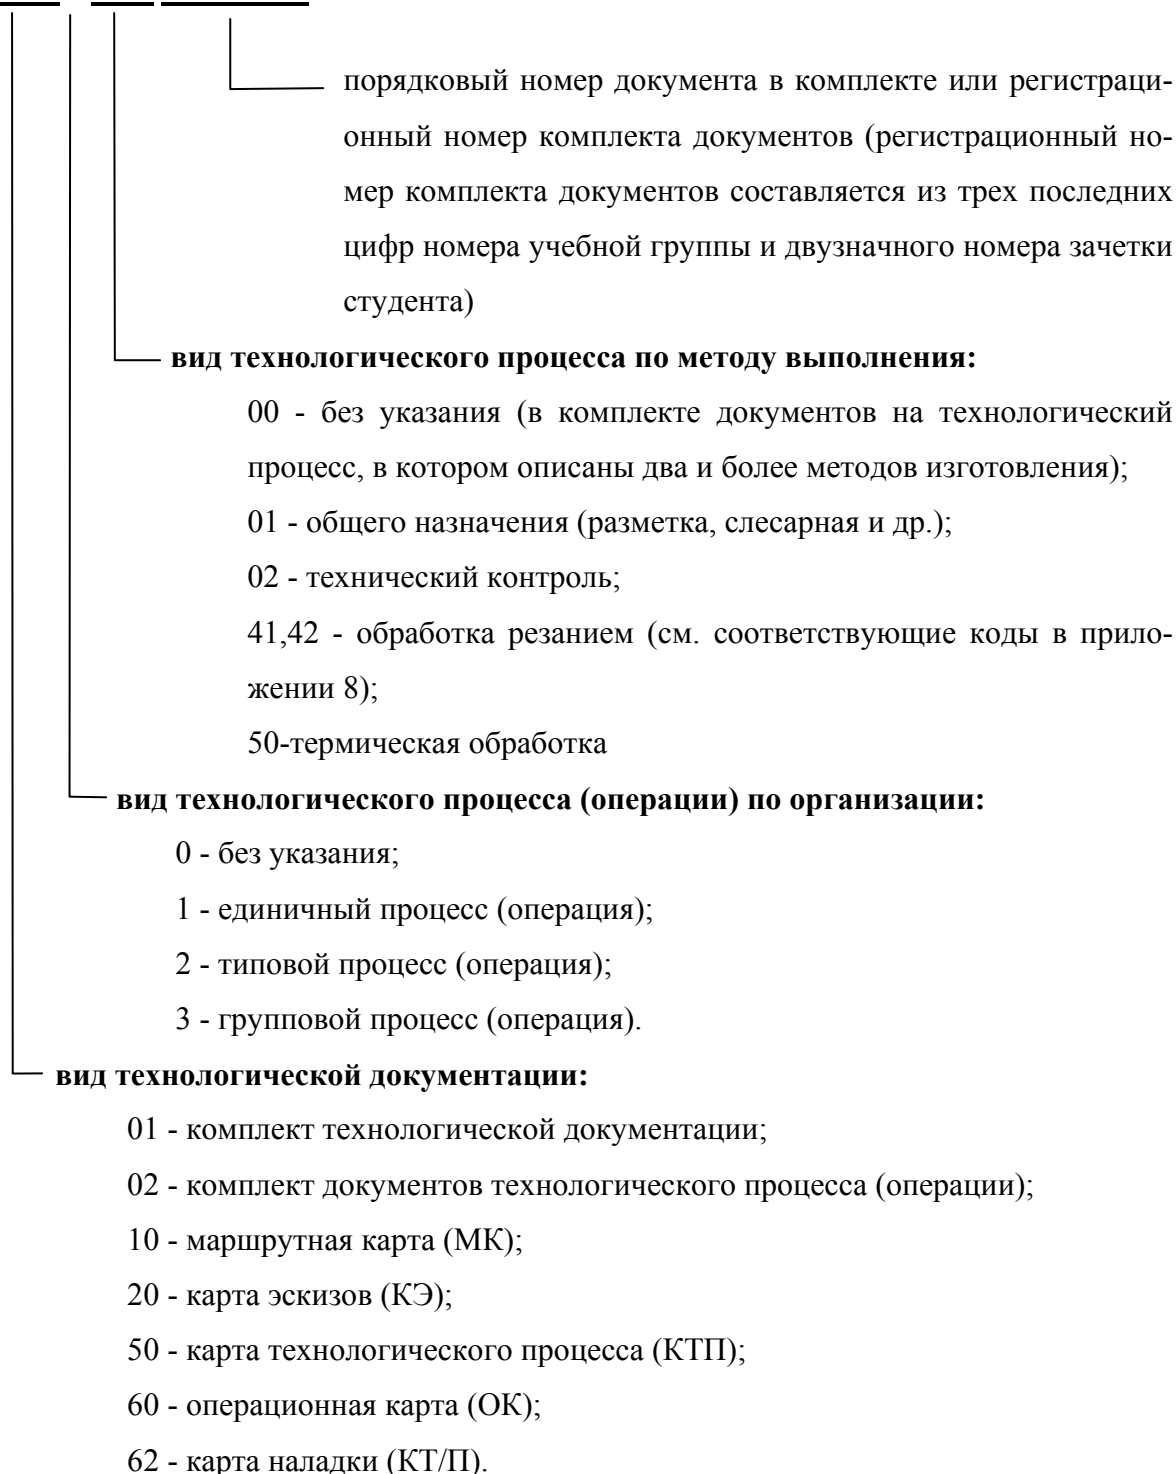 порядковый номер документа в комплекте или регистраци-
онный номер комплекта документов (регистрационный но-
мер комплекта документов составляется из трех последних
цифр номера учебной группы и двузначного номера зачетки
студента)
вид технологического процесса по методу выполнения:
00 - без указания (в комплекте документов на технологический
процесс, в котором описаны два и более методов изготовления);
01 - общего назначения (разметка, слесарная и др.);
02 - технический контроль;
41,42 - обработка резанием (см. соответствующие коды в прило-
жении 8);
50-термическая обработка
вид технологического процесса (операции) по организации:
0 - без указания;
1 - единичный процесс (операция);
2 - типовой процесс (операция);
3 - групповой процесс (операция).
вид технологической документации:
01 - комплект технологической документации;
02 - комплект документов технологического процесса (операции);
10 - маршрутная карта (МК);
20 - карта эскизов (КЭ);
50 - карта технологического процесса (КТП);
60 - операционная карта (ОК);
62 - карта наладки (КТ/П).